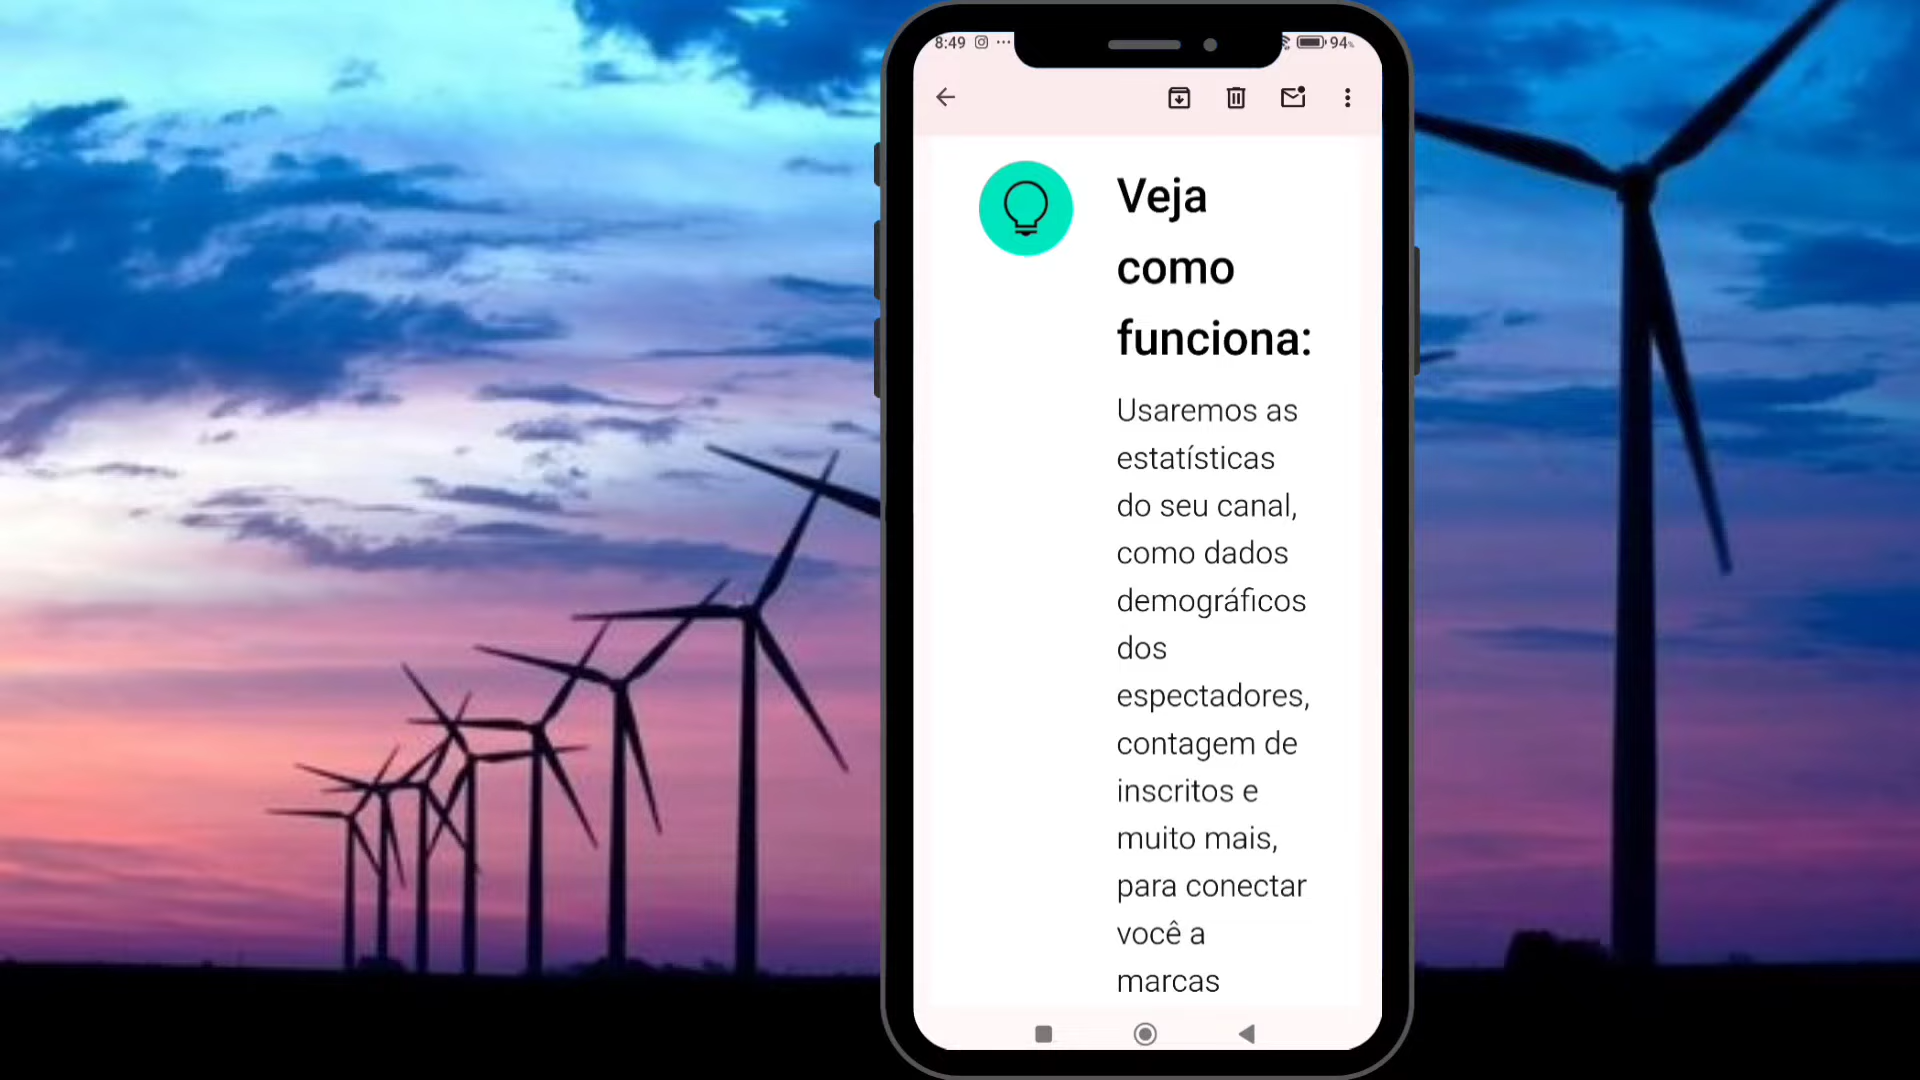 8:49
94%
Veja
como
funciona:
Usaremos as
estatísticas
do seu canal,
como dados
demográficos
dos
espectadores,
contagem de
inscritos e
muito mais,
para conectar
você a
marcas